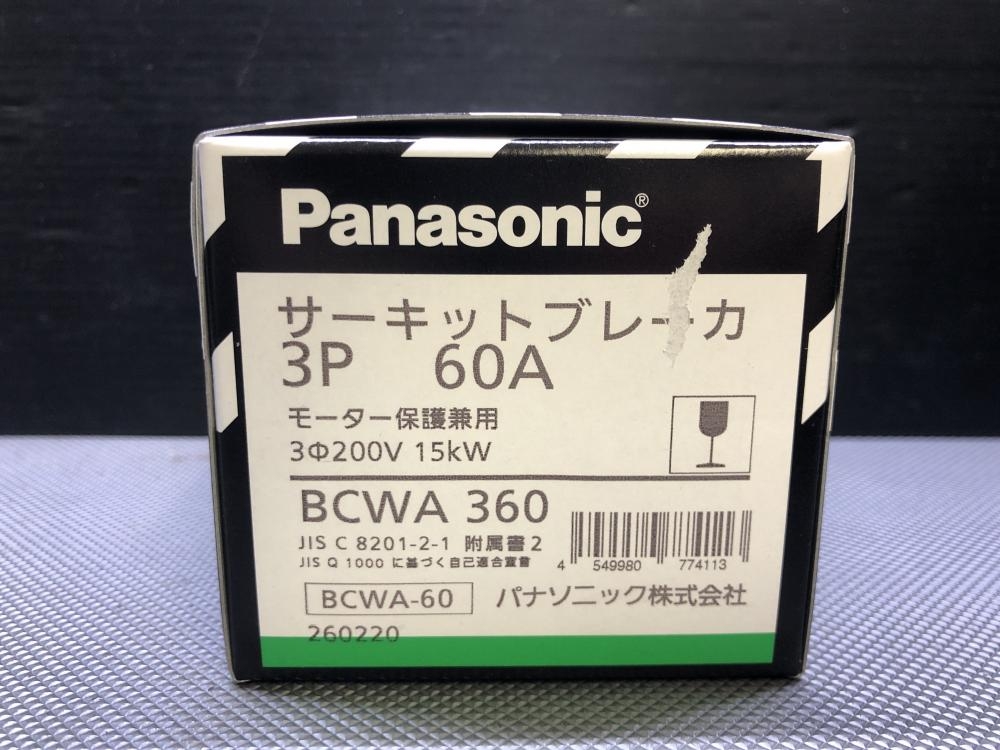 Panasonic®
サーキットブレーカ
3P 60A
モーター保護兼用
3Φ200V 15kW
BCWA 360
JIS C 8201-2-1 附属書2
JIS Q 1000 に基づく自己適合宣言
4 549980 774113
BCWA-60 パナソニック株式会社
260220